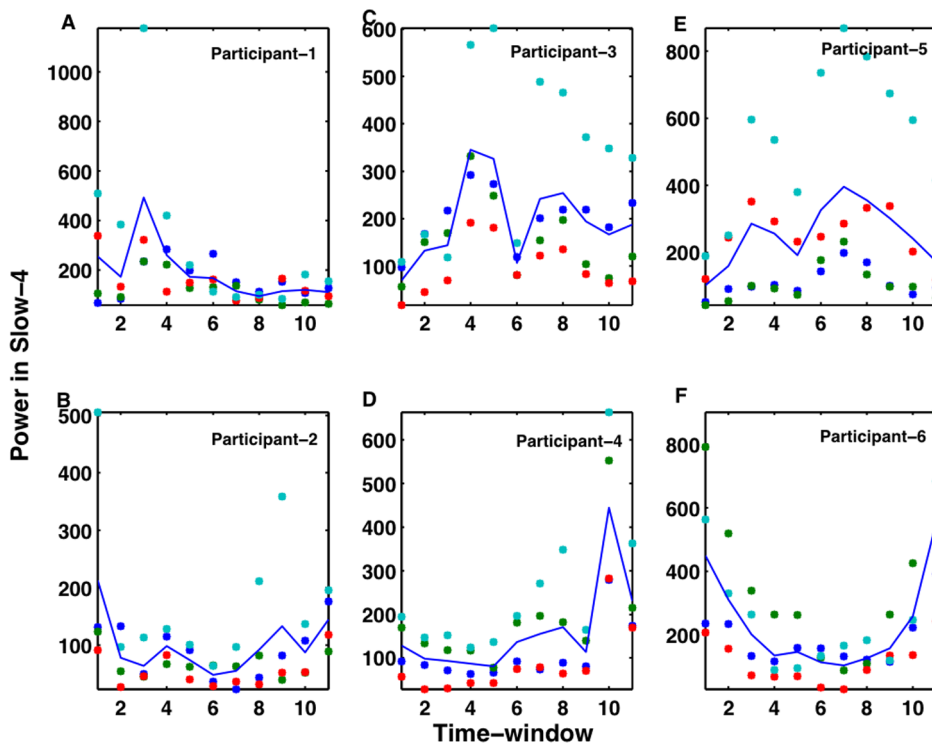 A
Participant–1
1000
800
600
400
200
2 4 6 8 10
C
Participant–3
600
500
400
300
200
100
2 4 6 8 10
E
Participant–5
800
600
400
200
2 4 6 8 10
Power in Slow–4
B
Participant–2
500
400
300
200
100
2 4 6 8 10
D
Participant–4
600
500
400
300
200
100
2 4 6 8 10
F
Participant–6
800
600
400
200
2 4 6 8 10
Time–window